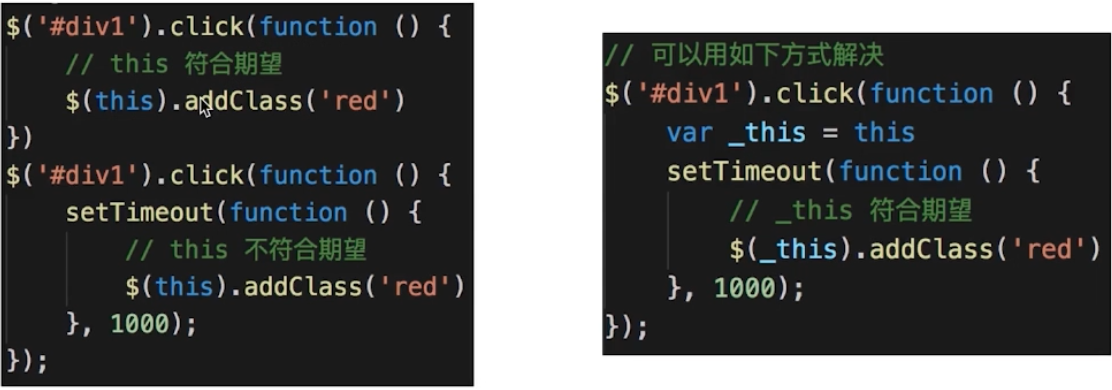 $('#div1').click(function () {
// this 符合期望
$(this).addClass('red')
})
$('#div1').click(function () {
setTimeout(function () {
// this 不符合期望
$(this).addClass('red')
}, 1000);
});
// 可以用如下方式解决
$('#div1').click(function () {
var _this = this
setTimeout(function () {
// _this 符合期望
$(_this).addClass('red')
}, 1000);
});